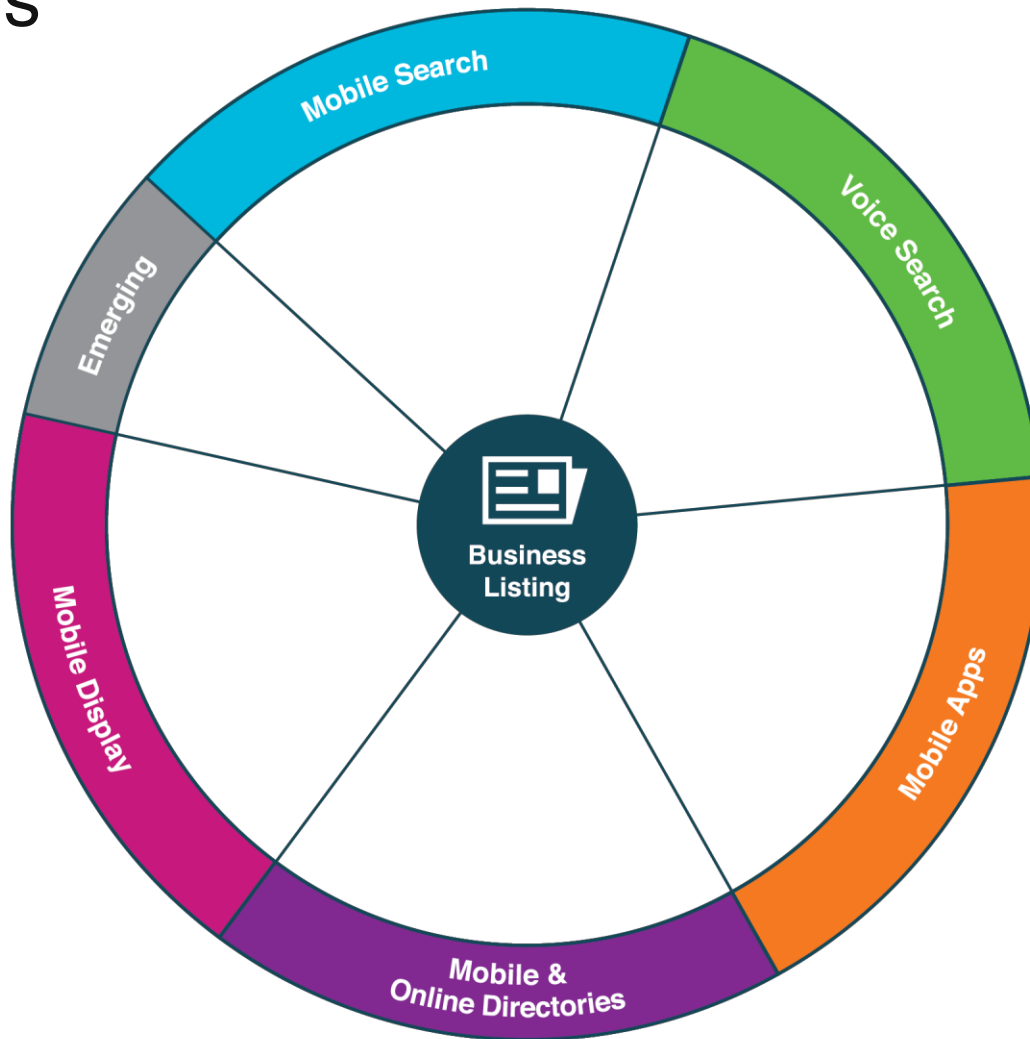 s
Mobile Search
Voice Search
Emerging
Business
Listing
Mobile Display
Mobile Apps
Mobile &
Online Directories